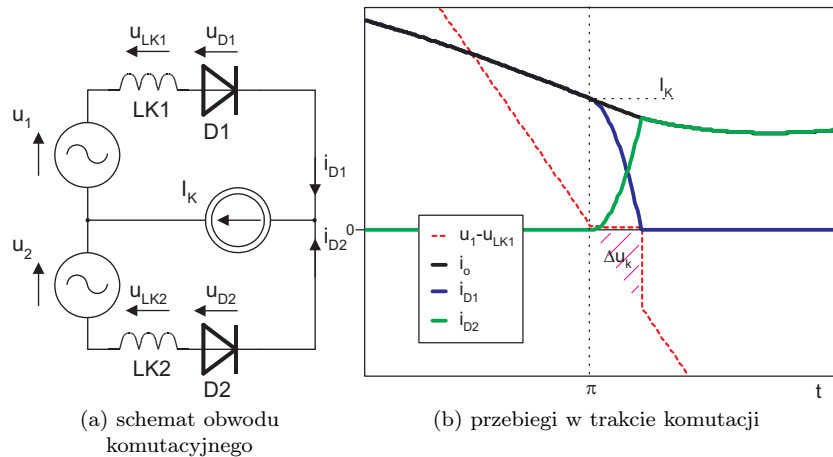 u_LK1
u_D1
LK1
D1
u_1
i_D1
I_K
i_D2
u_2
u_LK2
u_D2
LK2
D2
(a) schemat obwodu
komutacyjnego
I_K
0
u_1-u_LK1
i_o
i_D1
i_D2
Δu_k
π
t
(b) przebiegi w trakcie komutacji